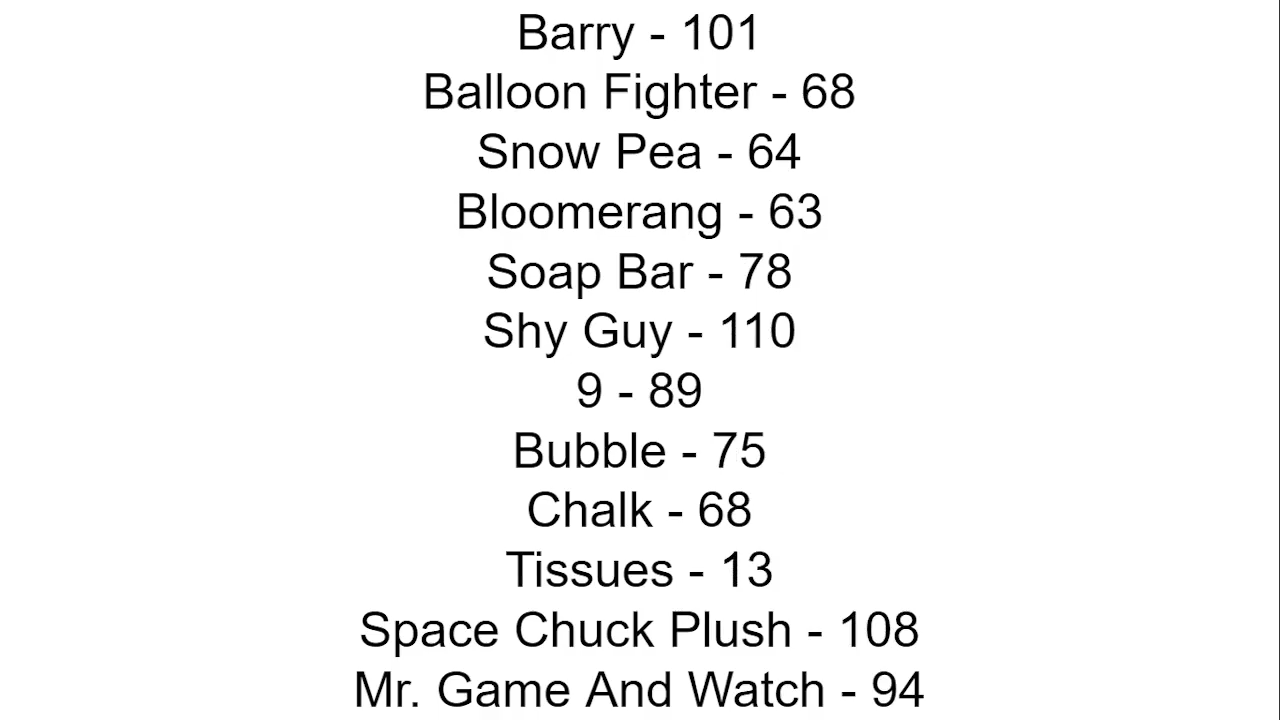 Barry - 101
Balloon Fighter - 68
Snow Pea - 64
Bloomerang - 63
Soap Bar - 78
Shy Guy - 110
9 - 89
Bubble - 75
Chalk - 68
Tissues - 13
Space Chuck Plush - 108
Mr. Game And Watch - 94